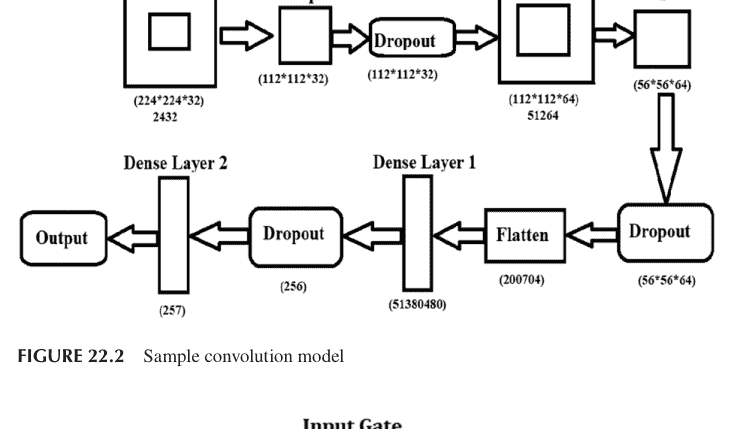 Dropout
(112*112*32)
(112*112*32)
(224*224*32)
2432
(112*112*64)
51264
(56*56*64)
Dense Layer 2
Dense Layer 1
Output
Dropout
Flatten
Dropout
(257)
(256)
(51380480)
(200704)
(56*56*64)
FIGURE 22.2 Sample convolution model
Input Gate